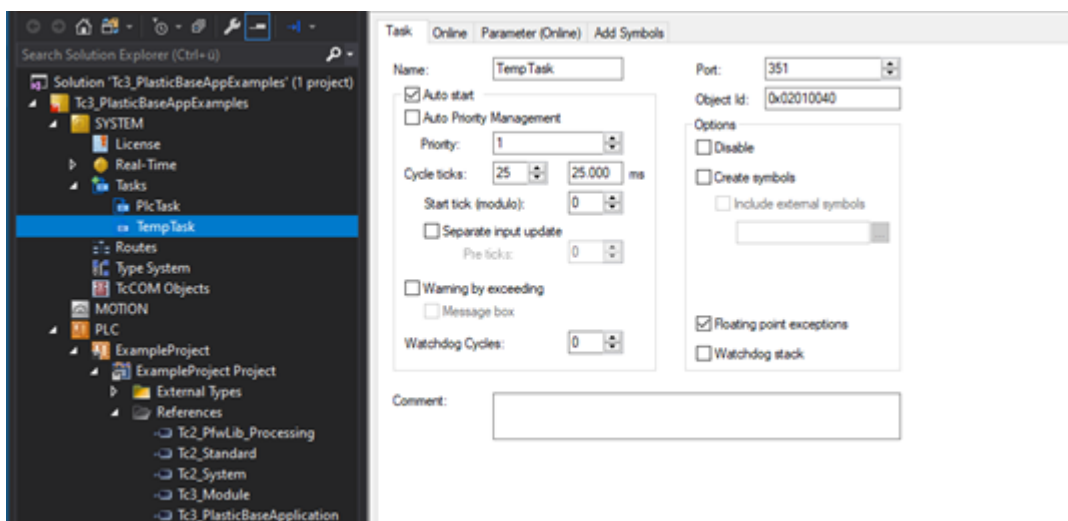 Search Solution Explorer (Ctrl+ü)
Solution 'Tc3_PlasticBaseAppExamples' (1 project)
Tc3_PlasticBaseAppExamples
SYSTEM
License
Real-Time
Tasks
PlcTask
TempTask
Routes
Type System
TcCOM Objects
MOTION
PLC
ExampleProject
ExampleProject Project
External Types
References
Tc2_PfwLib_Processing
Tc2_Standard
Tc2_System
Tc3_Module
Tc3_PlasticBaseApplication
Task Online Parameter (Online) Add Symbols
Name: TempTask
Auto start
Auto Priority Management
Priority: 1
Cycle ticks: 25 25.000 ms
Start tick (modulo): 0
Separate input update
Pre ticks: 0
Warning by exceeding
Message box
Watchdog Cycles: 0
Port: 351
Object Id: 0x02010040
Options
Disable
Create symbols
Include external symbols
...
Floating point exceptions
Watchdog stack
Comment: